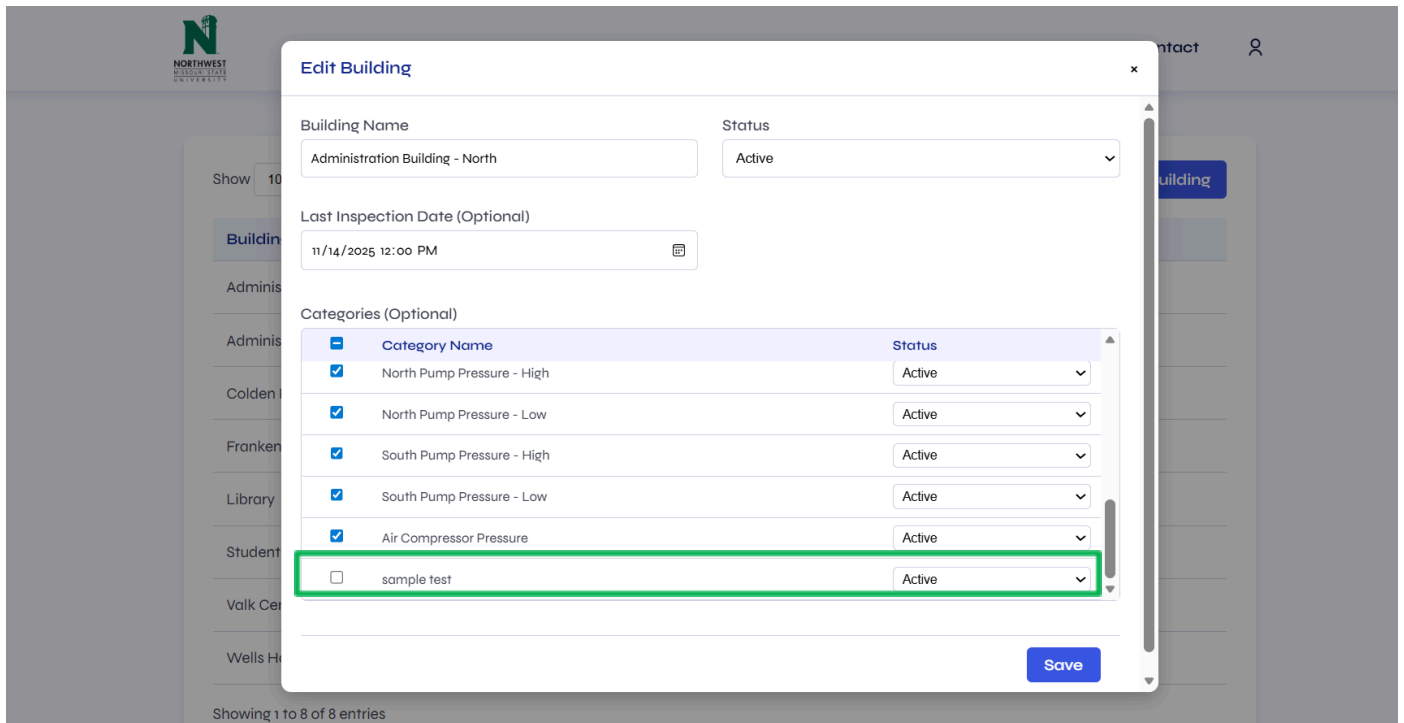 NORTHWEST
MISSOURI STATE
UNIVERSITY
ntact
Edit Building
×
Building Name
Status
Administration Building - North
Active
Show 10
uilding
Last Inspection Date (Optional)
Buildin
11/14/2025 12:00 PM
Adminis
Categories (Optional)
Category Name Status
Adminis
North Pump Pressure - High Active
Colden
North Pump Pressure - Low Active
Franken
South Pump Pressure - High Active
Library
South Pump Pressure - Low Active
Air Compressor Pressure Active
Student
sample test Active
Valk Cen
Wells Ha
Save
Showing 1 to 8 of 8 entries